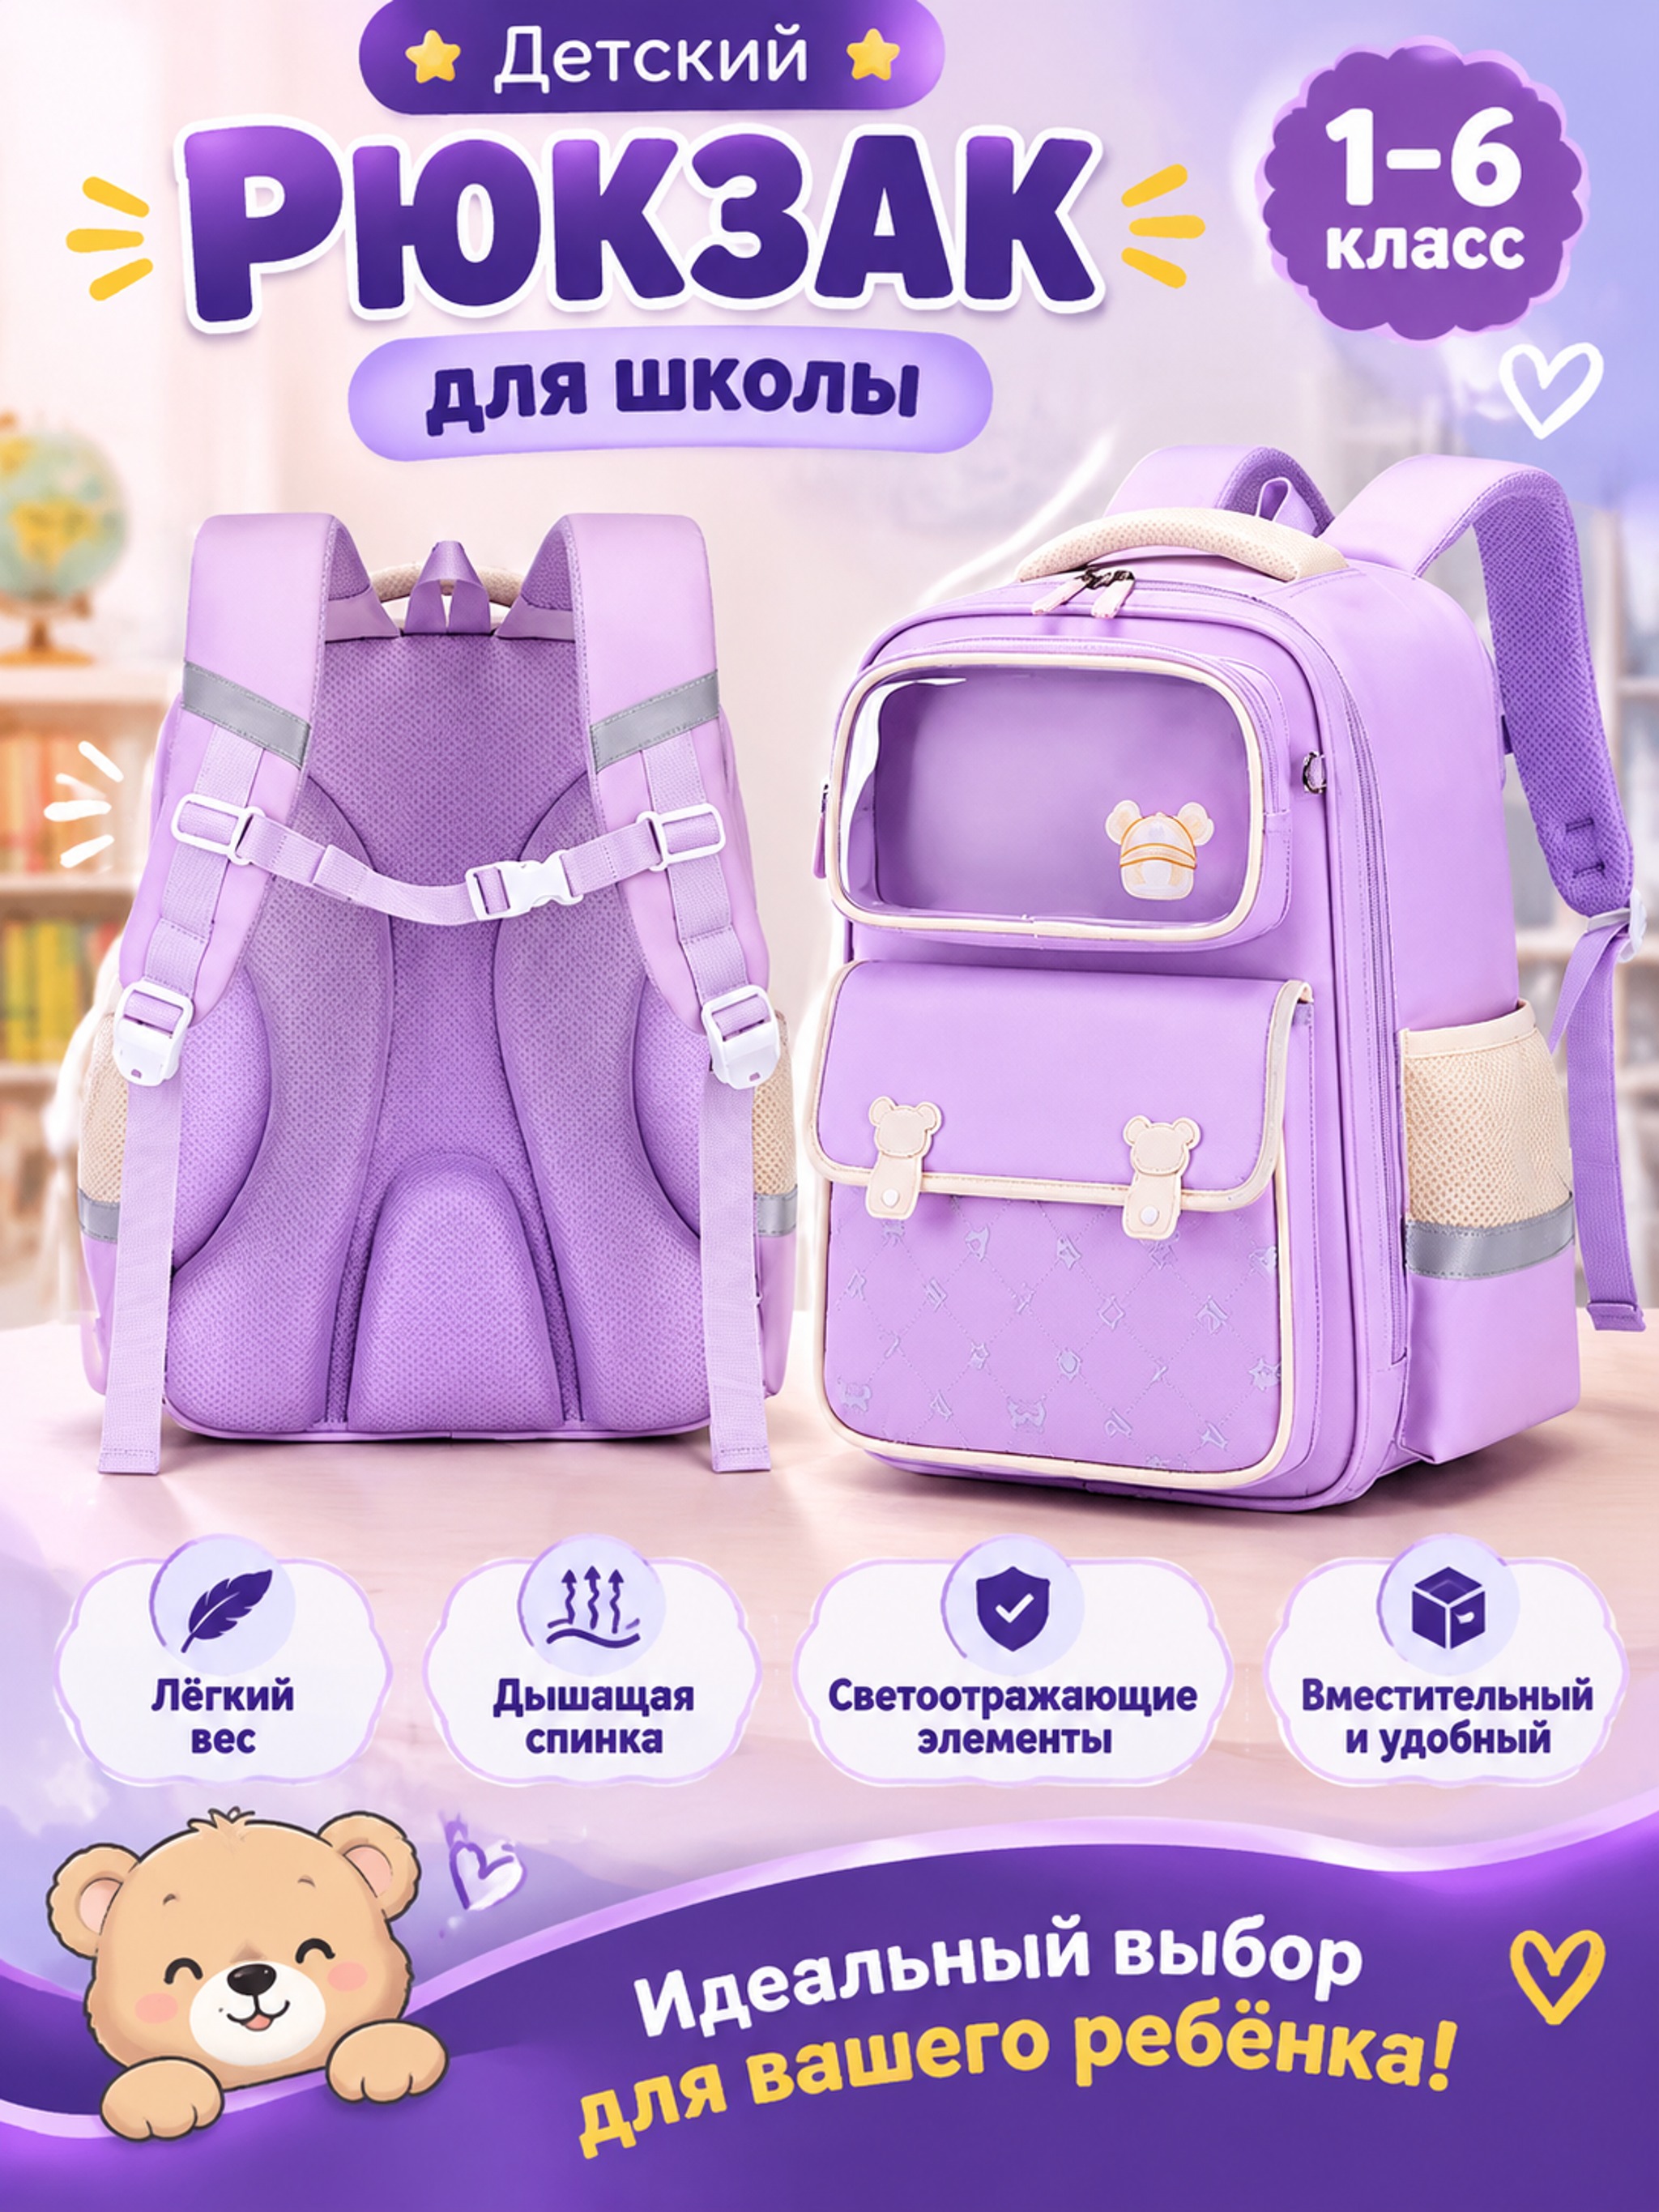 Детский
РЮКЗАК
для школы
1–6
класс
Лёгкий
вес
Дышащая
спинка
Светоотражающие
элементы
Вместительный
и удобный
Идеальный выбор
для вашего ребёнка!